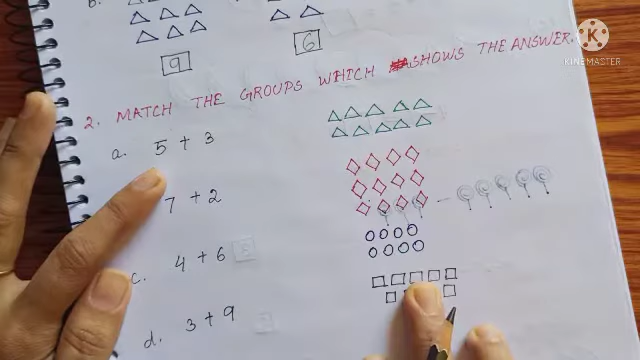 b.
9
6
2. MATCH THE GROUPS WHICH SHOWS THE ANSWER.
a. 5 + 3
7 + 2
c. 4 + 6
d. 3 + 9
KINEMASTER